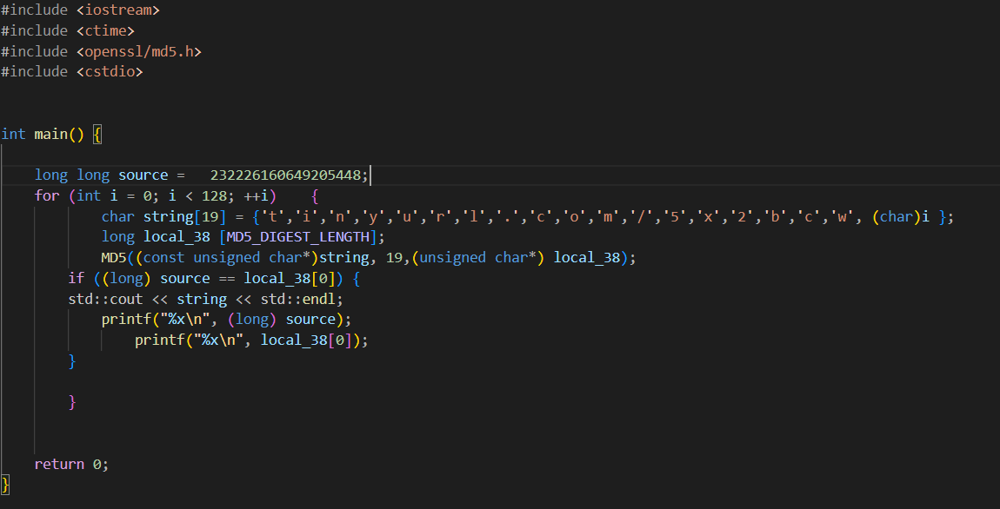 #include <iostream>
#include <ctime>
#include <openssl/md5.h>
#include <cstdio>
int main() {
long long source =   232226160649205448;
for (int i = 0; i < 128; ++i)    {
char string[19] = {'t','i','n','y','u','r','l','.','c','o','m','/','5','x','2','b','c','w', (char)i };
long local_38 [MD5_DIGEST_LENGTH];
MD5((const unsigned char*)string, 19,(unsigned char*) local_38);
if ((long) source == local_38[0]) {
std::cout << string << std::endl;
printf("%x\n", (long) source);
printf("%x\n", local_38[0]);
}
}
return 0;
}